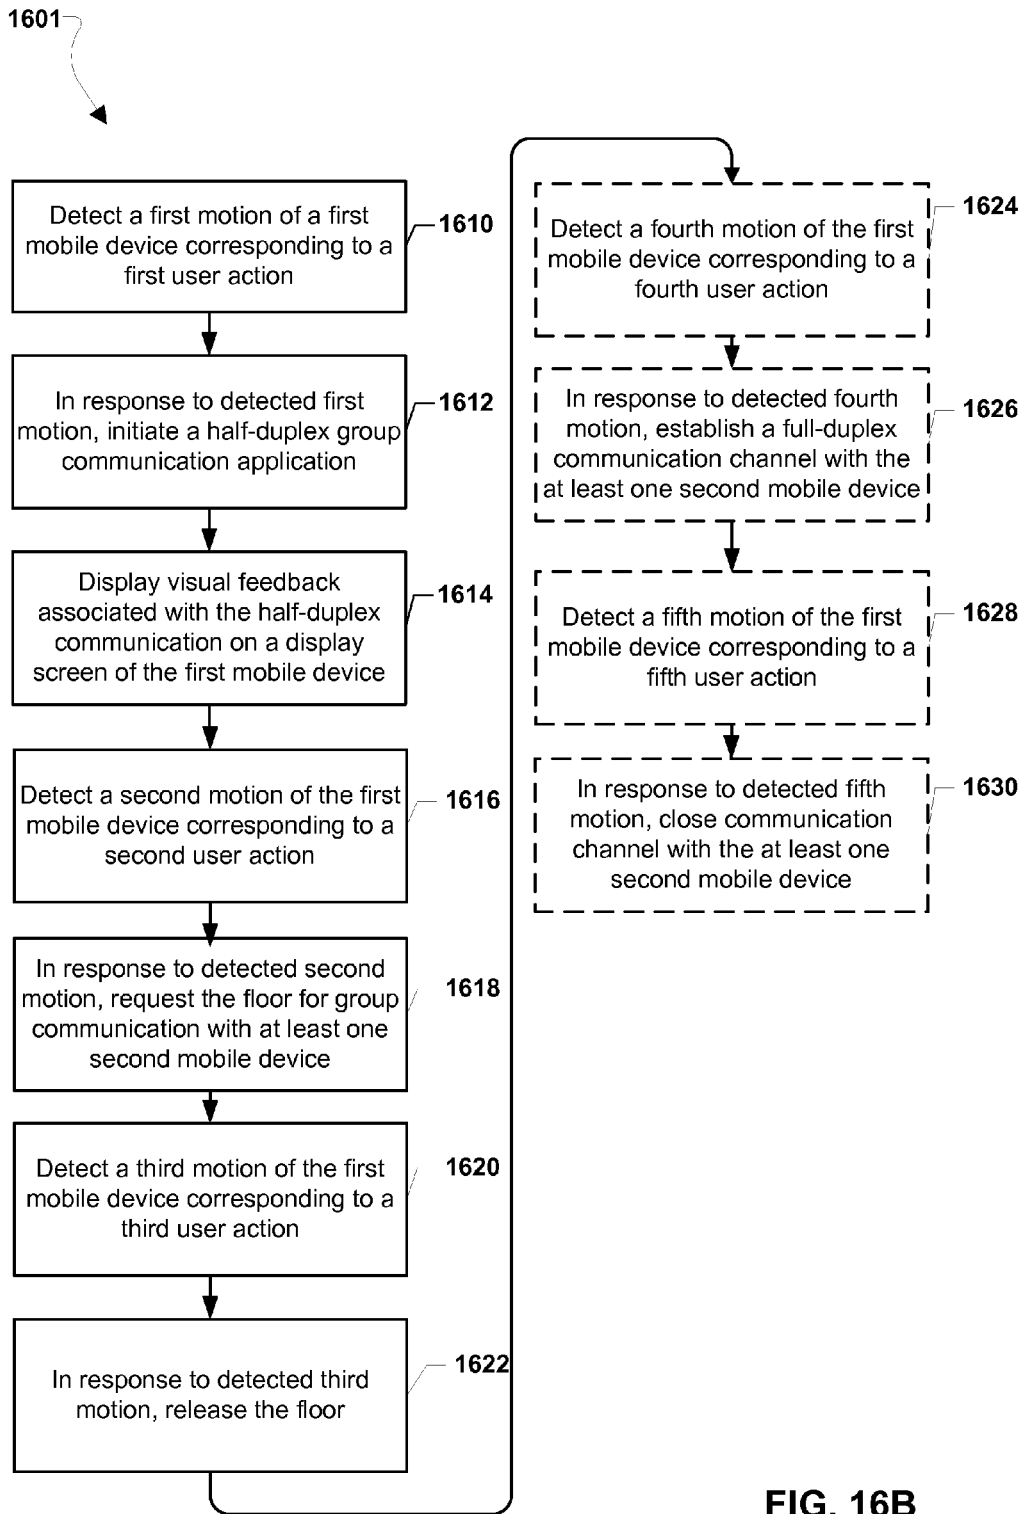 1601
Detect a first motion of a first
mobile device corresponding to a
first user action
1610
In response to detected first
motion, initiate a half-duplex group
communication application
1612
Display visual feedback
associated with the half-duplex
communication on a display
screen of the first mobile device
1614
Detect a second motion of the first
mobile device corresponding to a
second user action
1616
In response to detected second
motion, request the floor for group
communication with at least one
second mobile device
1618
Detect a third motion of the first
mobile device corresponding to a
third user action
1620
In response to detected third
motion, release the floor
1622
Detect a fourth motion of the first
mobile device corresponding to a
fourth user action
1624
In response to detected fourth
motion, establish a full-duplex
communication channel with the
at least one second mobile device
1626
Detect a fifth motion of the first
mobile device corresponding to a
fifth user action
1628
In response to detected fifth
motion, close communication
channel with the at least one
second mobile device
1630
FIG. 16B